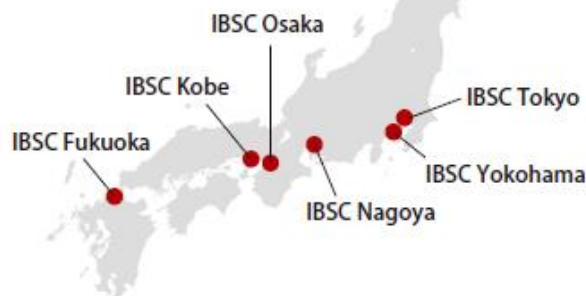 IBSC Osaka
IBSC Kobe
IBSC Tokyo
IBSC Fukuoka
IBSC Yokohama
IBSC Nagoya